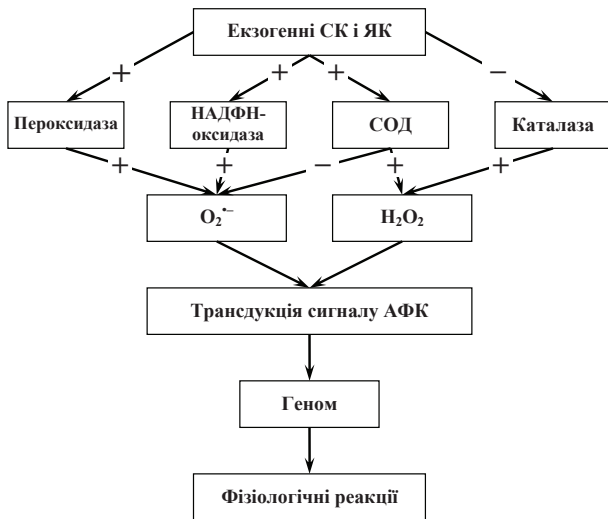 Екзогенні СК і ЯК
+ + + −
Пероксидаза
НАДФН-
оксидаза
СОД
Каталаза
+ + − + +
O₂•−
H₂O₂
Трансдукція сигналу АФК
Геном
Фізіологічні реакції